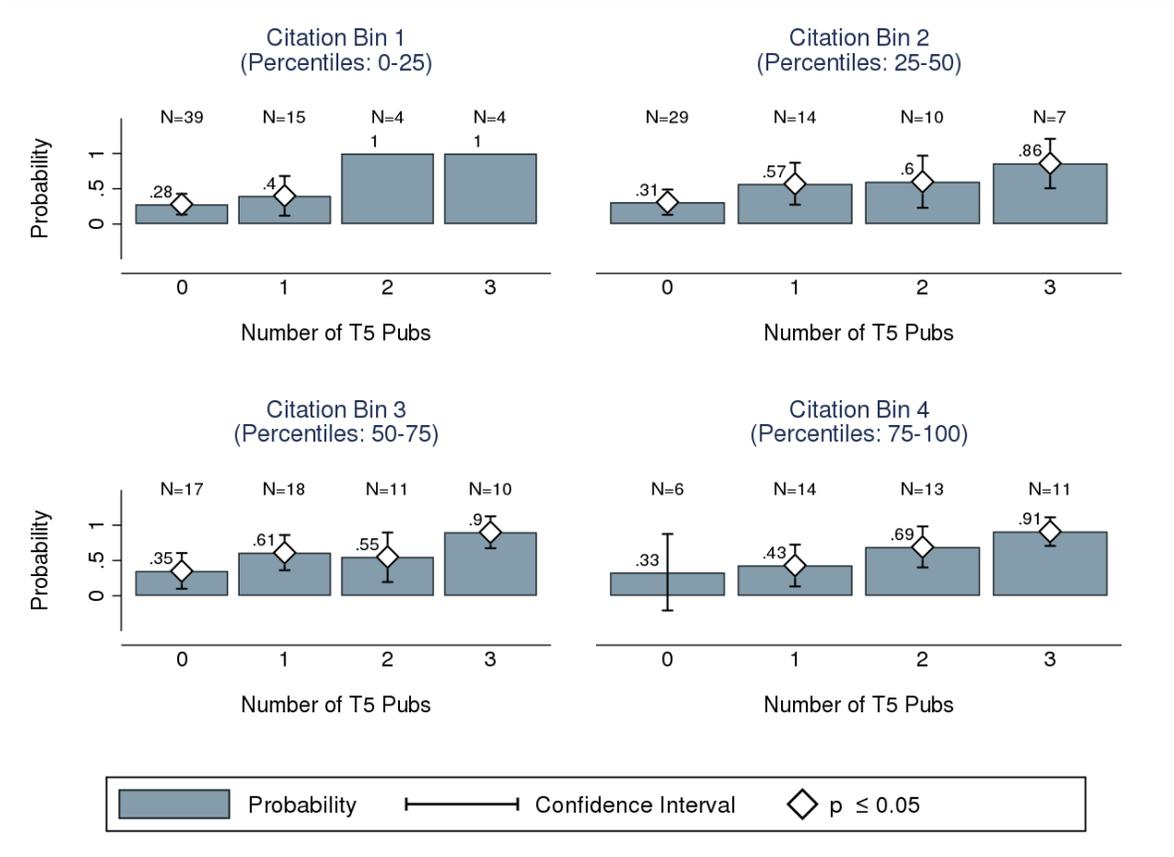 Citation Bin 1
(Percentiles: 0-25)
Citation Bin 2
(Percentiles: 25-50)
N=39 N=15 N=4 N=4
N=29 N=14 N=10 N=7
Probability
1
.5
0
.28 .4 1 1
.31 .57 .6 .86
0 1 2 3
0 1 2 3
Number of T5 Pubs
Number of T5 Pubs
Citation Bin 3
(Percentiles: 50-75)
Citation Bin 4
(Percentiles: 75-100)
N=17 N=18 N=11 N=10
N=6 N=14 N=13 N=11
Probability
1
.5
0
.35 .61 .55 .9
.33 .43 .69 .91
0 1 2 3
0 1 2 3
Number of T5 Pubs
Number of T5 Pubs
Probability Confidence Interval p ≤ 0.05